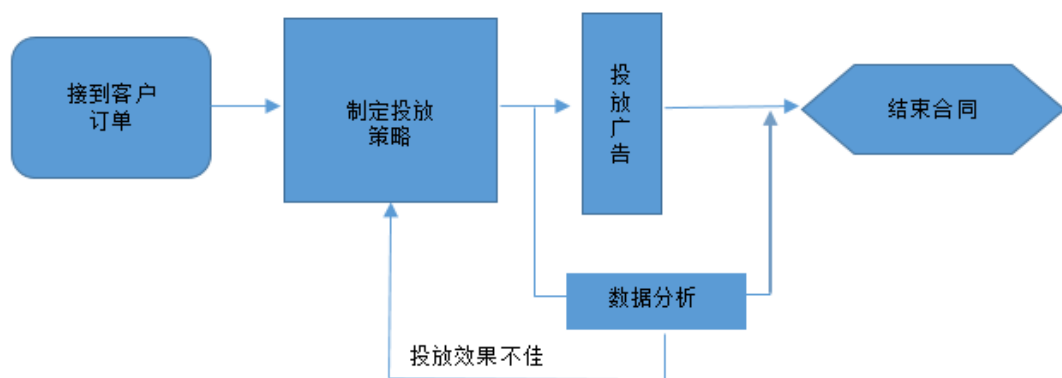 接到客户
订单
制定投放
策略
投放广告
结束合同
数据分析
投放效果不佳